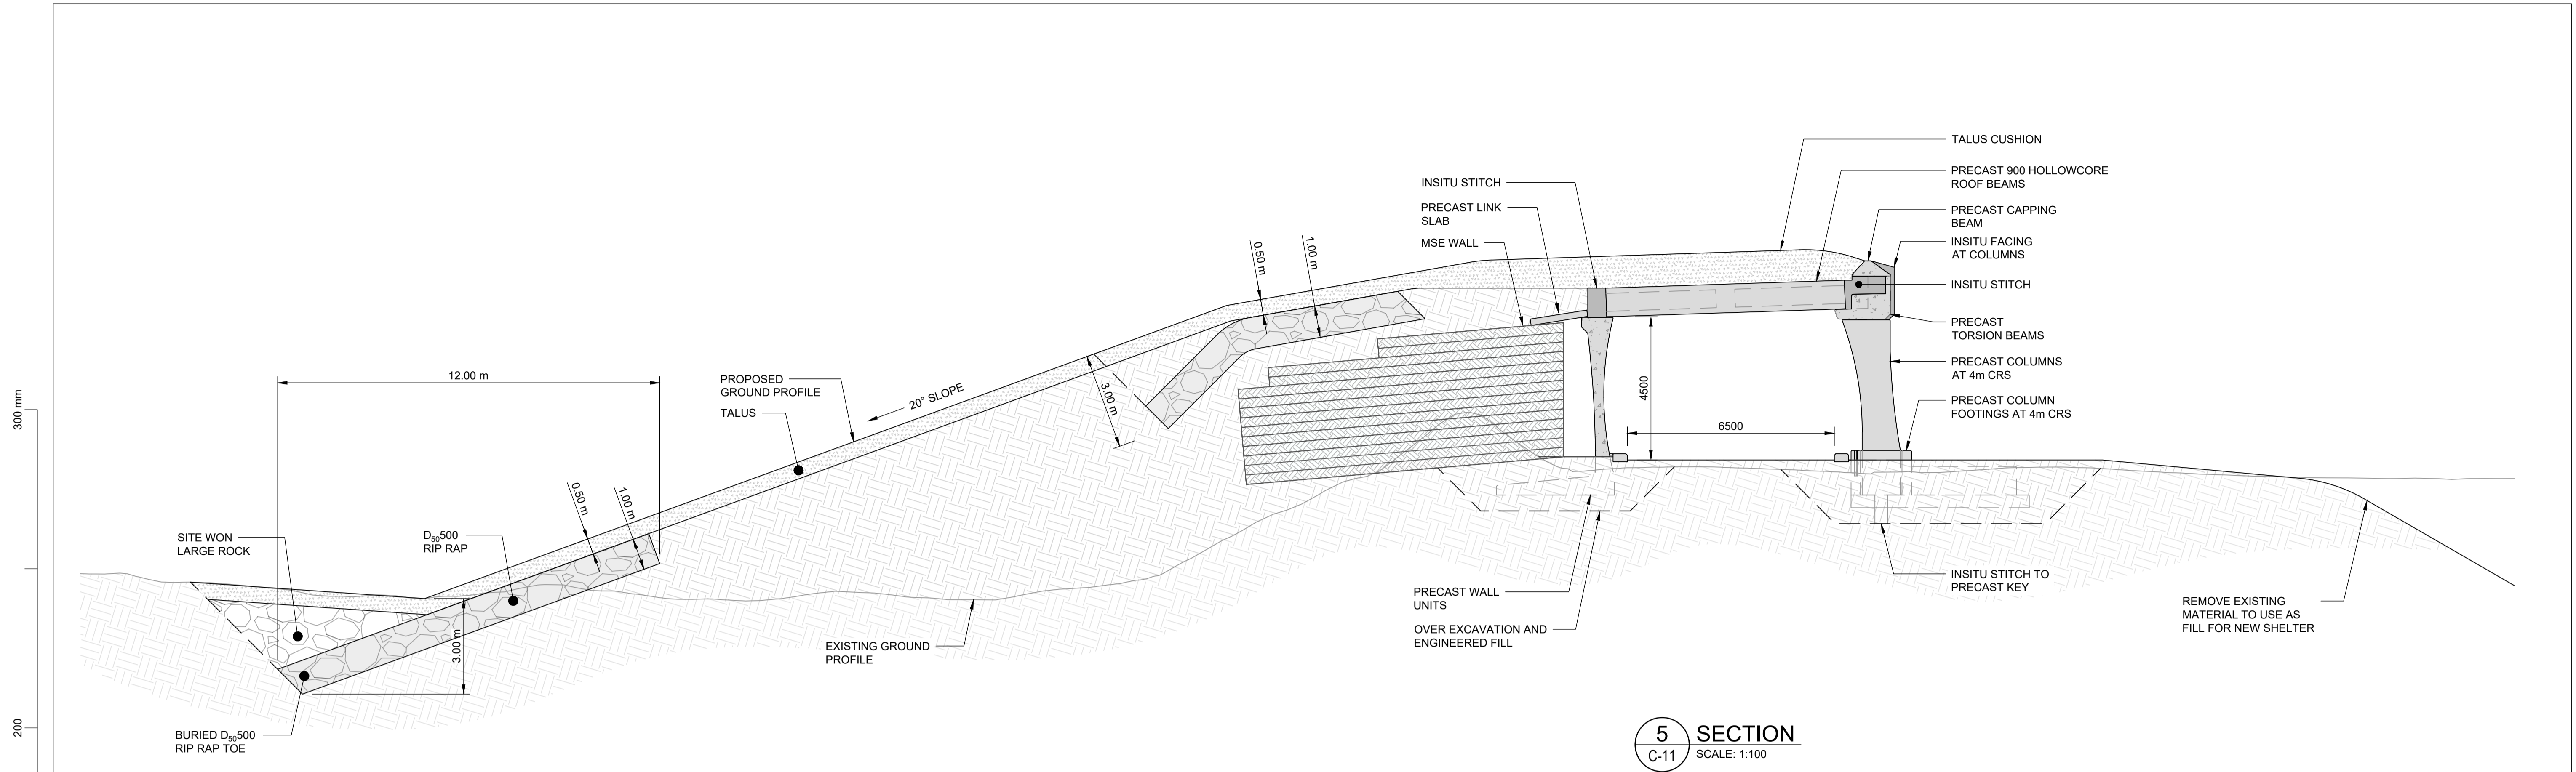 TALUS CUSHION
PRECAST 900 HOLLOWCORE
ROOF BEAMS
PRECAST CAPPING
BEAM
INSITU FACING
AT COLUMNS
INSITU STITCH
PRECAST
TORSION BEAMS
PRECAST COLUMNS
AT 4m CRS
PRECAST COLUMN
FOOTINGS AT 4m CRS
INSITU STITCH
PRECAST LINK
SLAB
MSE WALL
0.50 m
1.00 m
12.00 m
PROPOSED
GROUND PROFILE
TALUS
20° SLOPE
3.00 m
4500
6500
300 mm
0.50 m
1.00 m
SITE WON
LARGE ROCK
D50500
RIP RAP
3.00 m
EXISTING GROUND
PROFILE
PRECAST WALL
UNITS
OVER EXCAVATION AND
ENGINEERED FILL
INSITU STITCH TO
PRECAST KEY
REMOVE EXISTING
MATERIAL TO USE AS
FILL FOR NEW SHELTER
200
BURIED D50500
RIP RAP TOE
5
C-11
SECTION
SCALE: 1:100